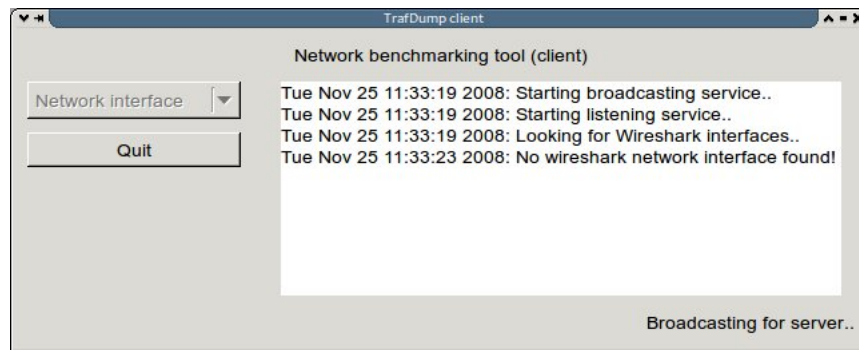 TrafDump client
Network benchmarking tool (client)
Network interface
Quit
Tue Nov 25 11:33:19 2008: Starting broadcasting service..
Tue Nov 25 11:33:19 2008: Starting listening service..
Tue Nov 25 11:33:19 2008: Looking for Wireshark interfaces..
Tue Nov 25 11:33:23 2008: No wireshark network interface found!
Broadcasting for server..